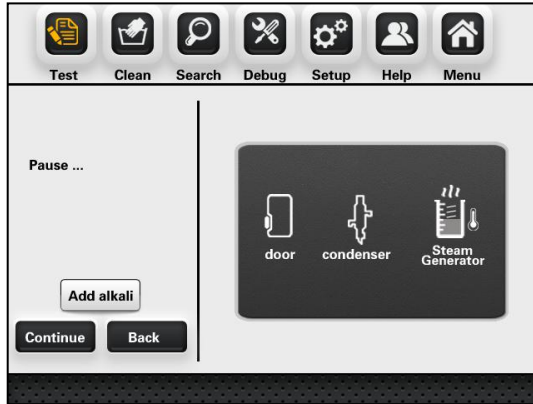 Test Clean Search Debug Setup Help Menu
Pause ...
door condenser Steam
Generator
Add alkali
Continue Back